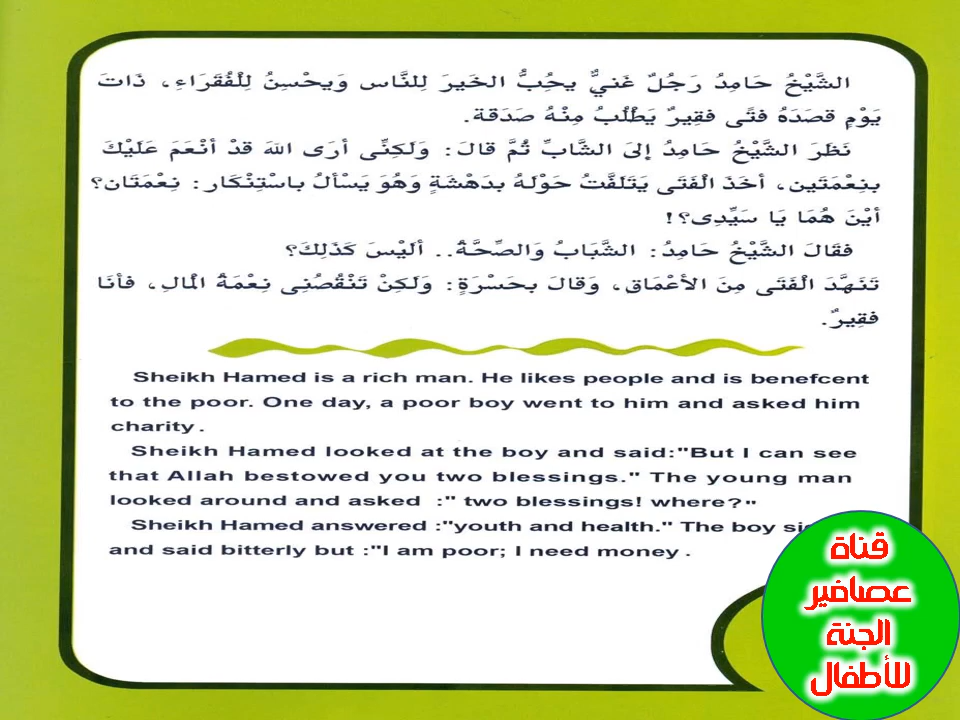 الشَّيْخُ حَامِدُ رَجُلٌ غَنيٌّ يحُِبُّ الخَيرَ لِلنَّاس وَيحْسِنُ لِلْفُقَرَاءِ، ذَاتَ
يَوْمٍ قصَدَهُ فتًى فقِيرٌ يَطْلُبُ مِنْهُ صَدَقة.
نَظَرَ الشَّيْخُ حَامِدُ إلىَ الشَّابِّ ثمَّ قالَ: وَلَكِنِّى أرَى اللهَ قدْ أنْعَمَ عَلَيْكَ
بنِعْمَتَين، أخَذَ الْفَتَى يَتَلَفَّتُ حَوْلَهُ بدَهْشَةٍ وَهُوَ يَسْألُ باسْتِنْكَار: نِعْمَتَان؟
أيْنَ هُمَا يَا سَيِّدِى؟!
فقَالَ الشَّيْخُ حَامِدُ: الشَّبَابُ وَالصِّحَّةُ.. ألَيْسَ كَذَلِكَ؟
تَنَهَّدَ الْفَتَى مِنَ الأعْمَاق، وَقالَ بحَسْرَةٍ: وَلَكِنْ تَنْقُصُنِى نِعْمَةُ الْمَالِ، فأنَا
فقِيرٌ.
Sheikh Hamed is a rich man. He likes people and is benefcent
to the poor. One day, a poor boy went to him and asked him
charity.
Sheikh Hamed looked at the boy and said:"But I can see
that Allah bestowed you two blessings." The young man
looked around and asked :" two blessings! where?"
Sheikh Hamed answered :"youth and health." The boy
and said bitterly but :"I am poor; I need money.
قناة
عصافير
الجنة
للأطفال